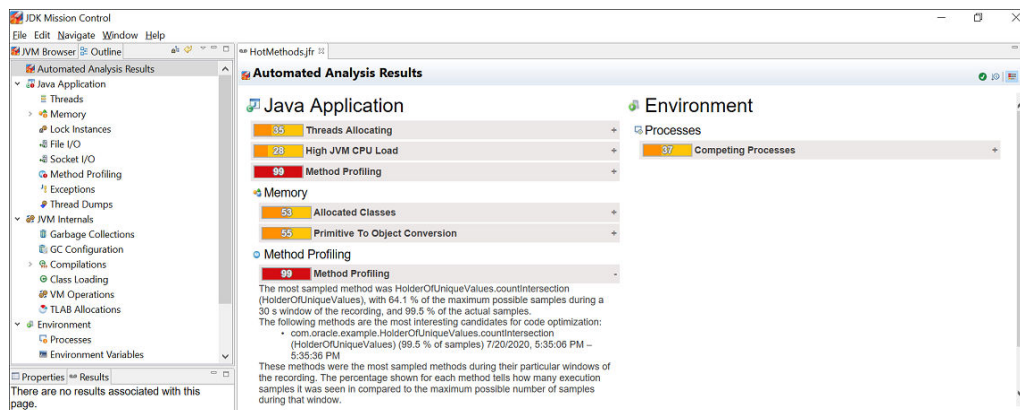 JDK Mission Control
File Edit Navigate Window Help
JVM Browser Outline
Automated Analysis Results
Java Application
Threads
Memory
Lock Instances
File I/O
Socket I/O
Method Profiling
Exceptions
Thread Dumps
JVM Internals
Garbage Collections
GC Configuration
Compilations
Class Loading
VM Operations
TLAB Allocations
Environment
Processes
Environment Variables
Properties Results
There are no results associated with this
page.
HotMethods.jfr
Automated Analysis Results
Java Application
35 Threads Allocating +
28 High JVM CPU Load +
99 Method Profiling +
Memory
53 Allocated Classes +
55 Primitive To Object Conversion +
Method Profiling
99 Method Profiling -
The most sampled method was HolderOfUniqueValues.countIntersection
(HolderOfUniqueValues), with 64.1 % of the maximum possible samples during a
30 s window of the recording, and 99.5 % of the actual samples.
The following methods are the most interesting candidates for code optimization:
• com.oracle.example.HolderOfUniqueValues.countIntersection
(HolderOfUniqueValues) (99.5 % of samples) 7/20/2020, 5:35:06 PM –
5:35:36 PM
These methods were the most sampled methods during their particular windows of
the recording. The percentage shown for each method tells how many execution
samples it was seen in compared to the maximum possible number of samples
during that window.
Environment
Processes
37 Competing Processes +